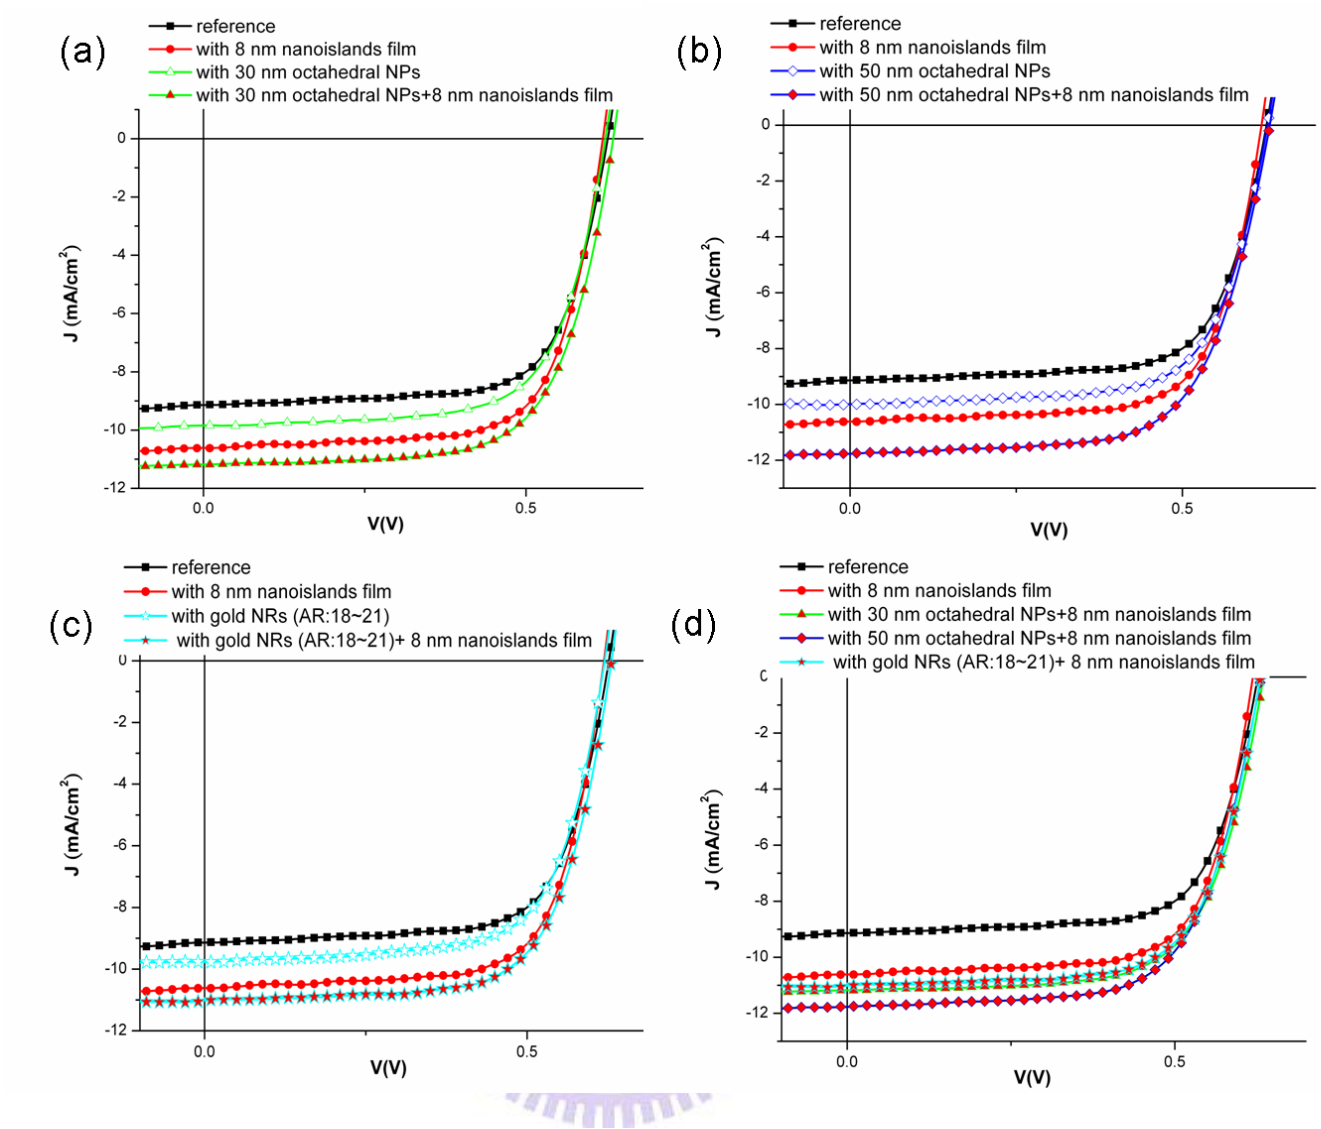 (a)
reference
with 8 nm nanoislands film
with 30 nm octahedral NPs
with 30 nm octahedral NPs+8 nm nanoislands film
0
-2
-4
-6
-8
-10
-12
J (mA/cm²)
0.0 0.5
V(V)
(b)
reference
with 8 nm nanoislands film
with 50 nm octahedral NPs
with 50 nm octahedral NPs+8 nm nanoislands film
0
-2
-4
-6
-8
-10
-12
J (mA/cm²)
0.0 0.5
V(V)
(c)
reference
with 8 nm nanoislands film
with gold NRs (AR:18~21)
with gold NRs (AR:18~21)+ 8 nm nanoislands film
0
-2
-4
-6
-8
-10
-12
J (mA/cm²)
0.0 0.5
V(V)
(d)
reference
with 8 nm nanoislands film
with 30 nm octahedral NPs+8 nm nanoislands film
with 50 nm octahedral NPs+8 nm nanoislands film
with gold NRs (AR:18~21)+ 8 nm nanoislands film
-2
-4
-6
-8
-10
-12
J (mA/cm²)
0.0 0.5
V(V)